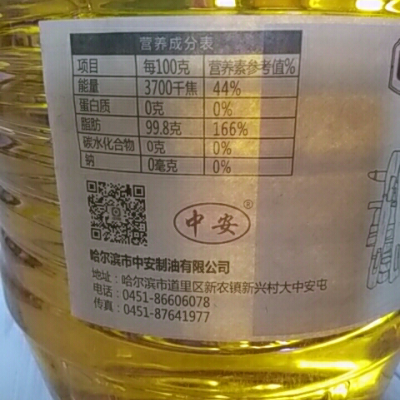 营养成分表
项目 每100克 营养素参考值%
能量 3700千焦 44%
蛋白质 0克 0%
脂肪 99.8克 166%
碳水化合物 0克 0%
钠 0毫克 0%
中安®
哈尔滨市中安制油有限公司
地址：哈尔滨市道里区新农镇新兴村大中安屯
电话：0451-86606078
传真：0451-87641977